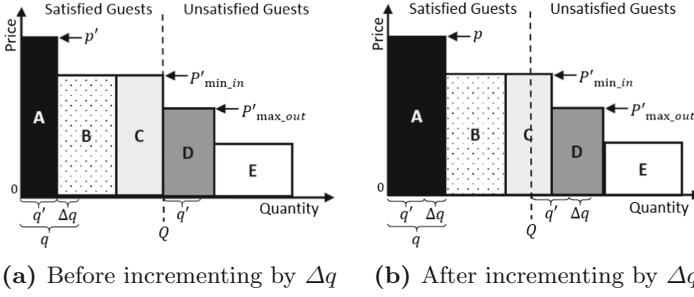 Satisfied Guests
Unsatisfied Guests
Price
p′
P′min_in
P′max_out
A
B
C
D
E
0
Quantity
q′
Δq
q
Q
q′
(a) Before incrementing by Δq
Satisfied Guests
Unsatisfied Guests
Price
p
P′min_in
P′max_out
A
B
C
D
E
0
Quantity
q′
Δq
q
Q
q′
Δq
(b) After incrementing by Δq